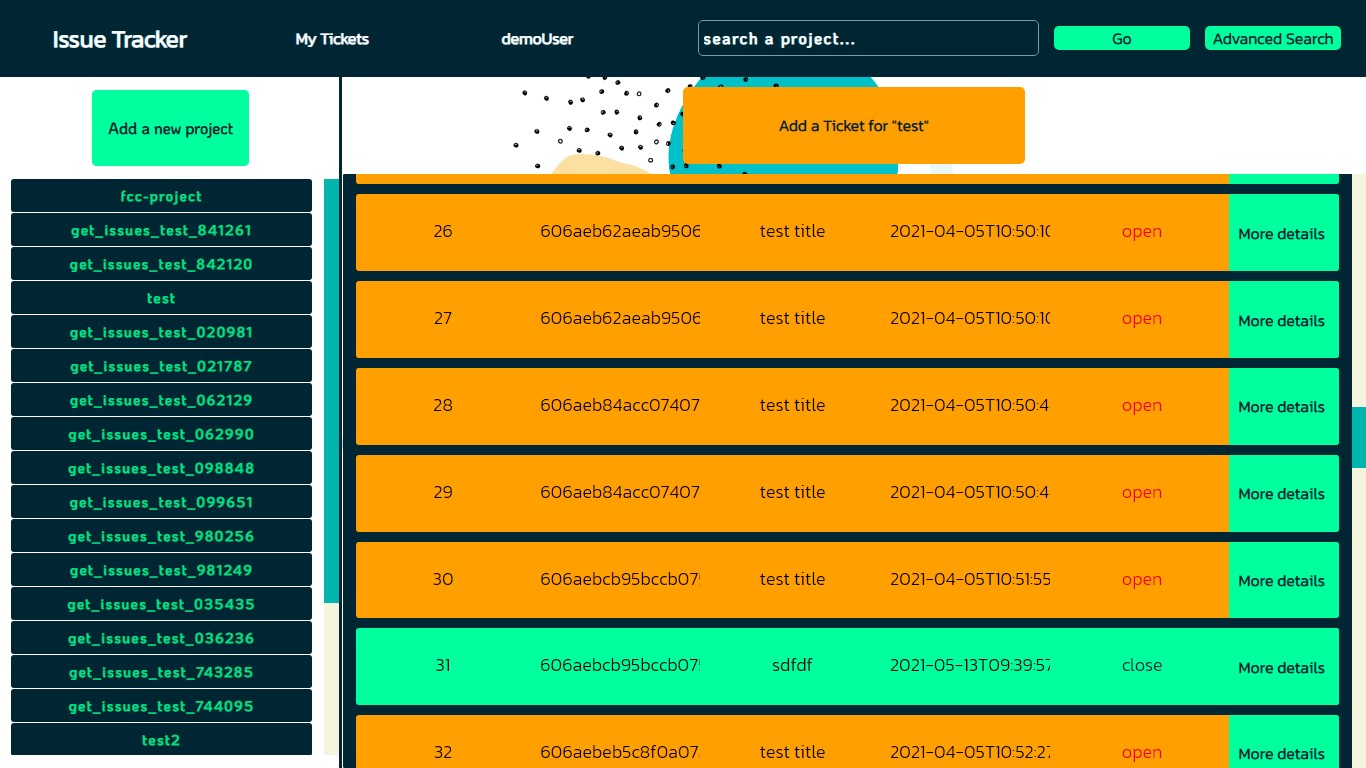 Issue Tracker My Tickets demoUser search a project... Go Advanced Search
Add a new project
Add a Ticket for "test"
fcc-project
get_issues_test_841261
get_issues_test_842120
test
get_issues_test_020981
get_issues_test_021787
get_issues_test_062129
get_issues_test_062990
get_issues_test_098848
get_issues_test_099651
get_issues_test_980256
get_issues_test_981249
get_issues_test_035435
get_issues_test_036236
get_issues_test_743285
get_issues_test_744095
test2
26 606aeb62aeab9506 test title 2021-04-05T10:50:10 open More details
27 606aeb62aeab9506 test title 2021-04-05T10:50:10 open More details
28 606aeb84acc07407 test title 2021-04-05T10:50:4 open More details
29 606aeb84acc07407 test title 2021-04-05T10:50:4 open More details
30 606aebcb95bccb07 test title 2021-04-05T10:51:55 open More details
31 606aebcb95bccb07 sdfdf 2021-05-13T09:39:57 close More details
32 606aebeb5c8f0a07 test title 2021-04-05T10:52:27 open More details